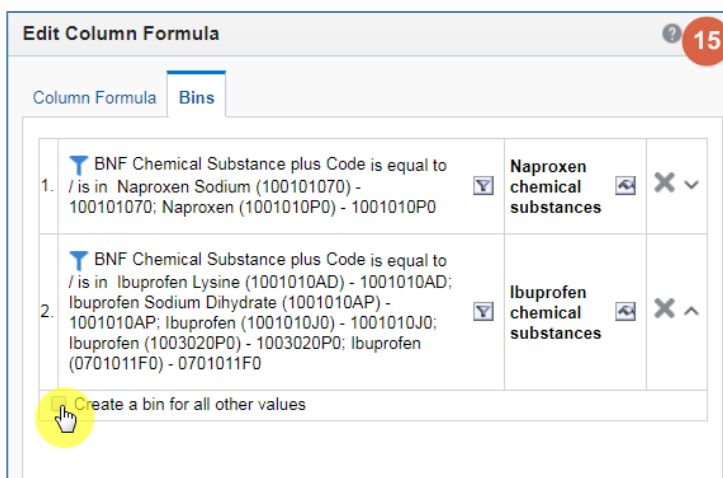 Edit Column Formula
? 15
Column Formula Bins
1. BNF Chemical Substance plus Code is equal to
/ is in Naproxen Sodium (100101070) -
100101070; Naproxen (1001010P0) - 1001010P0
Naproxen
chemical
substances
2. BNF Chemical Substance plus Code is equal to
/ is in Ibuprofen Lysine (1001010AD) - 1001010AD;
Ibuprofen Sodium Dihydrate (1001010AP) -
1001010AP; Ibuprofen (1001010J0) - 1001010J0;
Ibuprofen (1003020P0) - 1003020P0; Ibuprofen
(0701011F0) - 0701011F0
Ibuprofen
chemical
substances
Create a bin for all other values